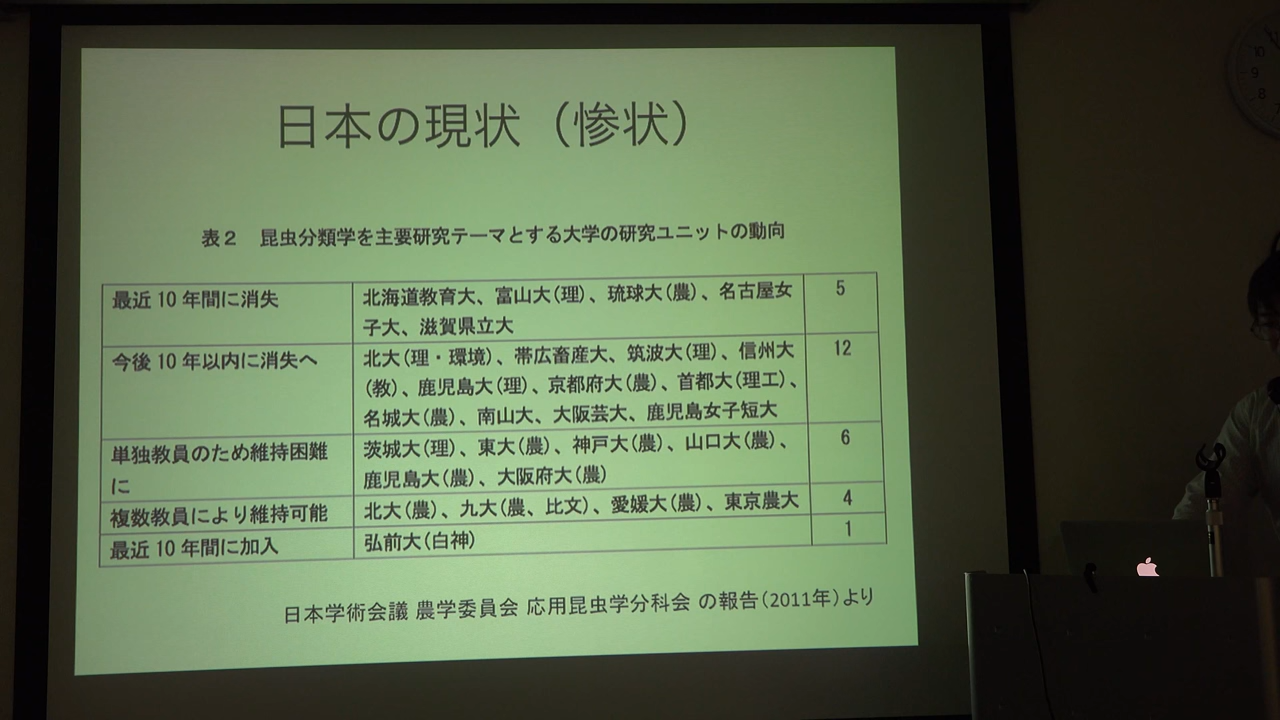 日本の現状（惨状）
表２ 昆虫分類学を主要研究テーマとする大学の研究ユニットの動向
最近 10 年間に消失
北海道教育大、富山大(理)、琉球大(農)、名古屋女
子大、滋賀県立大
5
今後 10 年以内に消失へ
北大(理・環境)、帯広畜産大、筑波大(理)、信州大
(教)、鹿児島大(理)、京都府大(農)、首都大(理工)、
名城大(農)、南山大、大阪芸大、鹿児島女子短大
12
単独教員のため維持困難
に
茨城大(理)、東大(農)、神戸大(農)、山口大(農)、
鹿児島大(農)、大阪府大(農)
6
複数教員により維持可能
北大(農)、九大(農、比文)、愛媛大(農)、東京農大
4
最近 10 年間に加入
弘前大(白神)
1
日本学術会議 農学委員会 応用昆虫学分科会 の報告（2011年）より
10
9
8